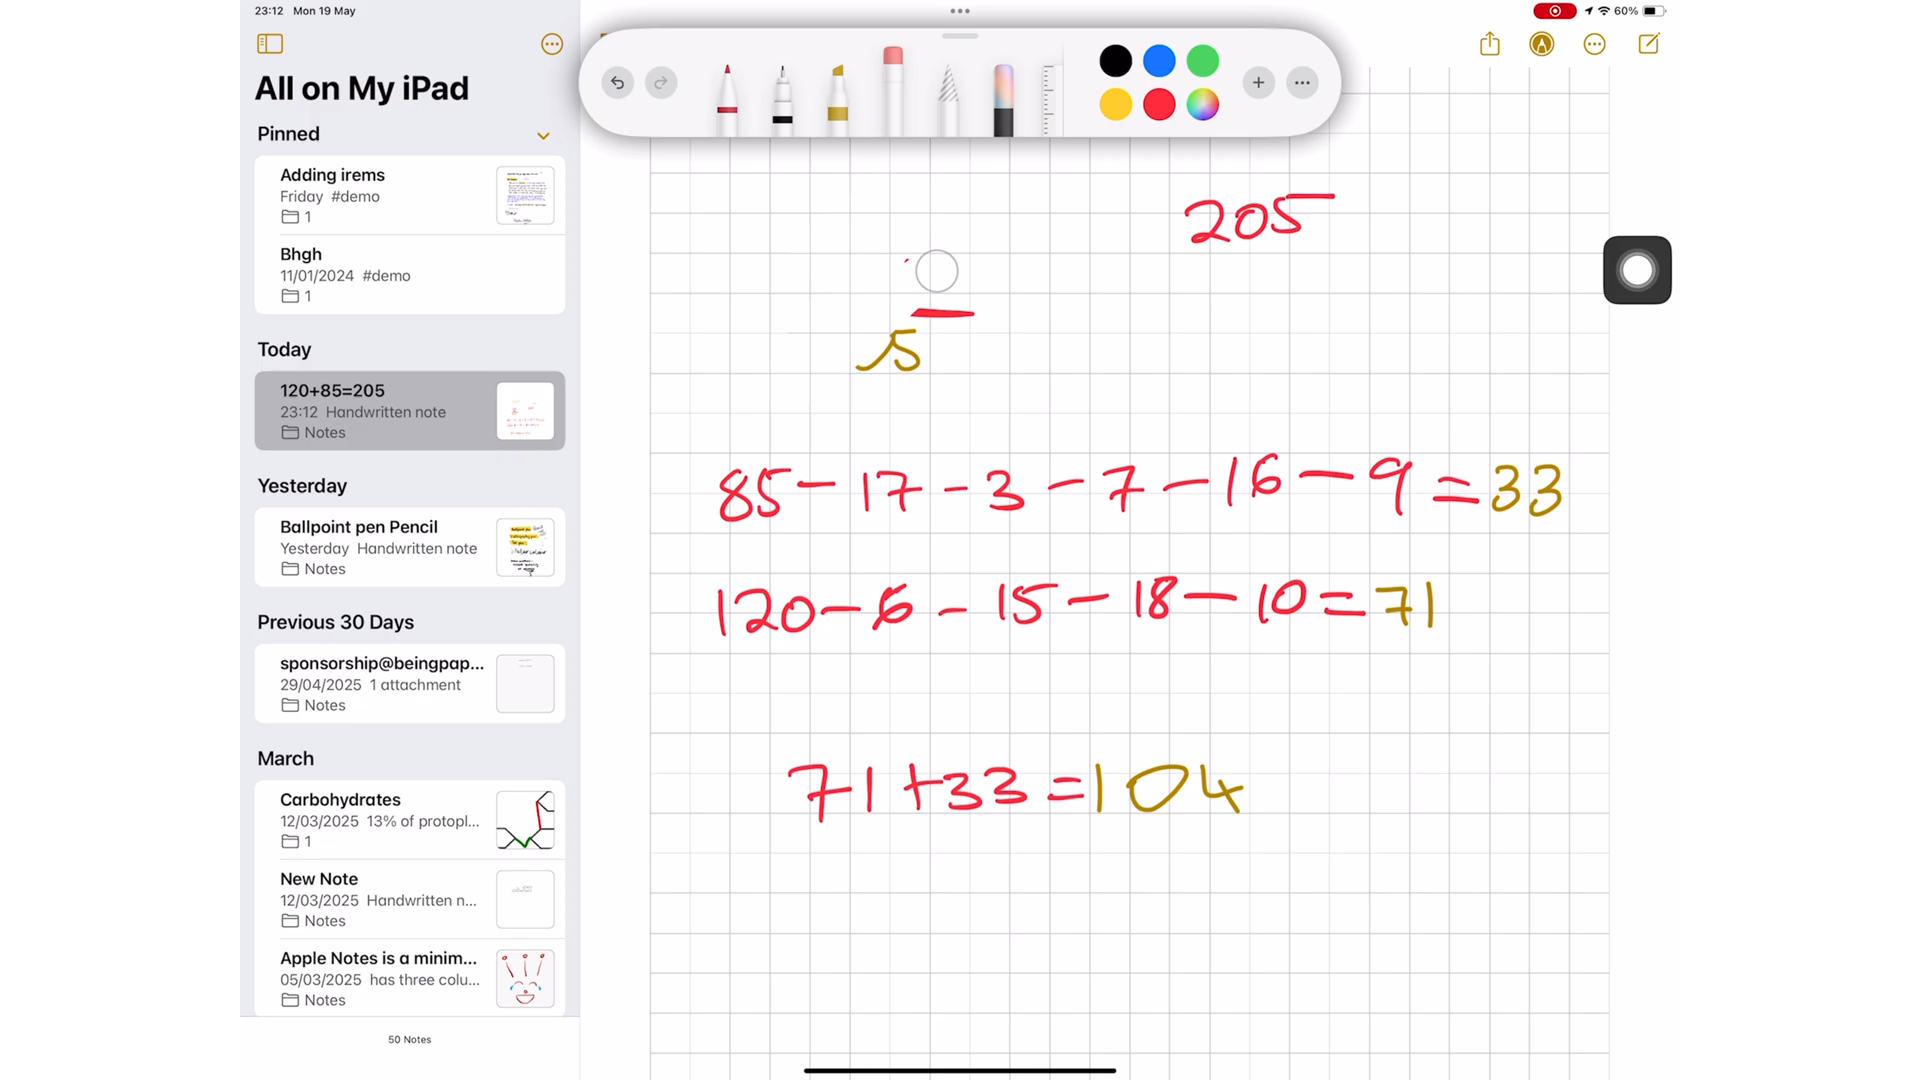 23:12 Mon 19 May
60%
All on My iPad
Pinned
Adding irems
Friday #demo
1
Bhgh
11/01/2024 #demo
1
Today
120+85=205
23:12 Handwritten note
Notes
Yesterday
Ballpoint pen Pencil
Yesterday Handwritten note
Notes
Previous 30 Days
sponsorship@beingpap...
29/04/2025 1 attachment
Notes
March
Carbohydrates
12/03/2025 13% of protopl...
1
New Note
12/03/2025 Handwritten n...
Notes
Apple Notes is a minim...
05/03/2025 has three colu...
Notes
50 Notes
205
5
85-17-3-7-16-9=33
120-6-15-18-10=71
71+33=104